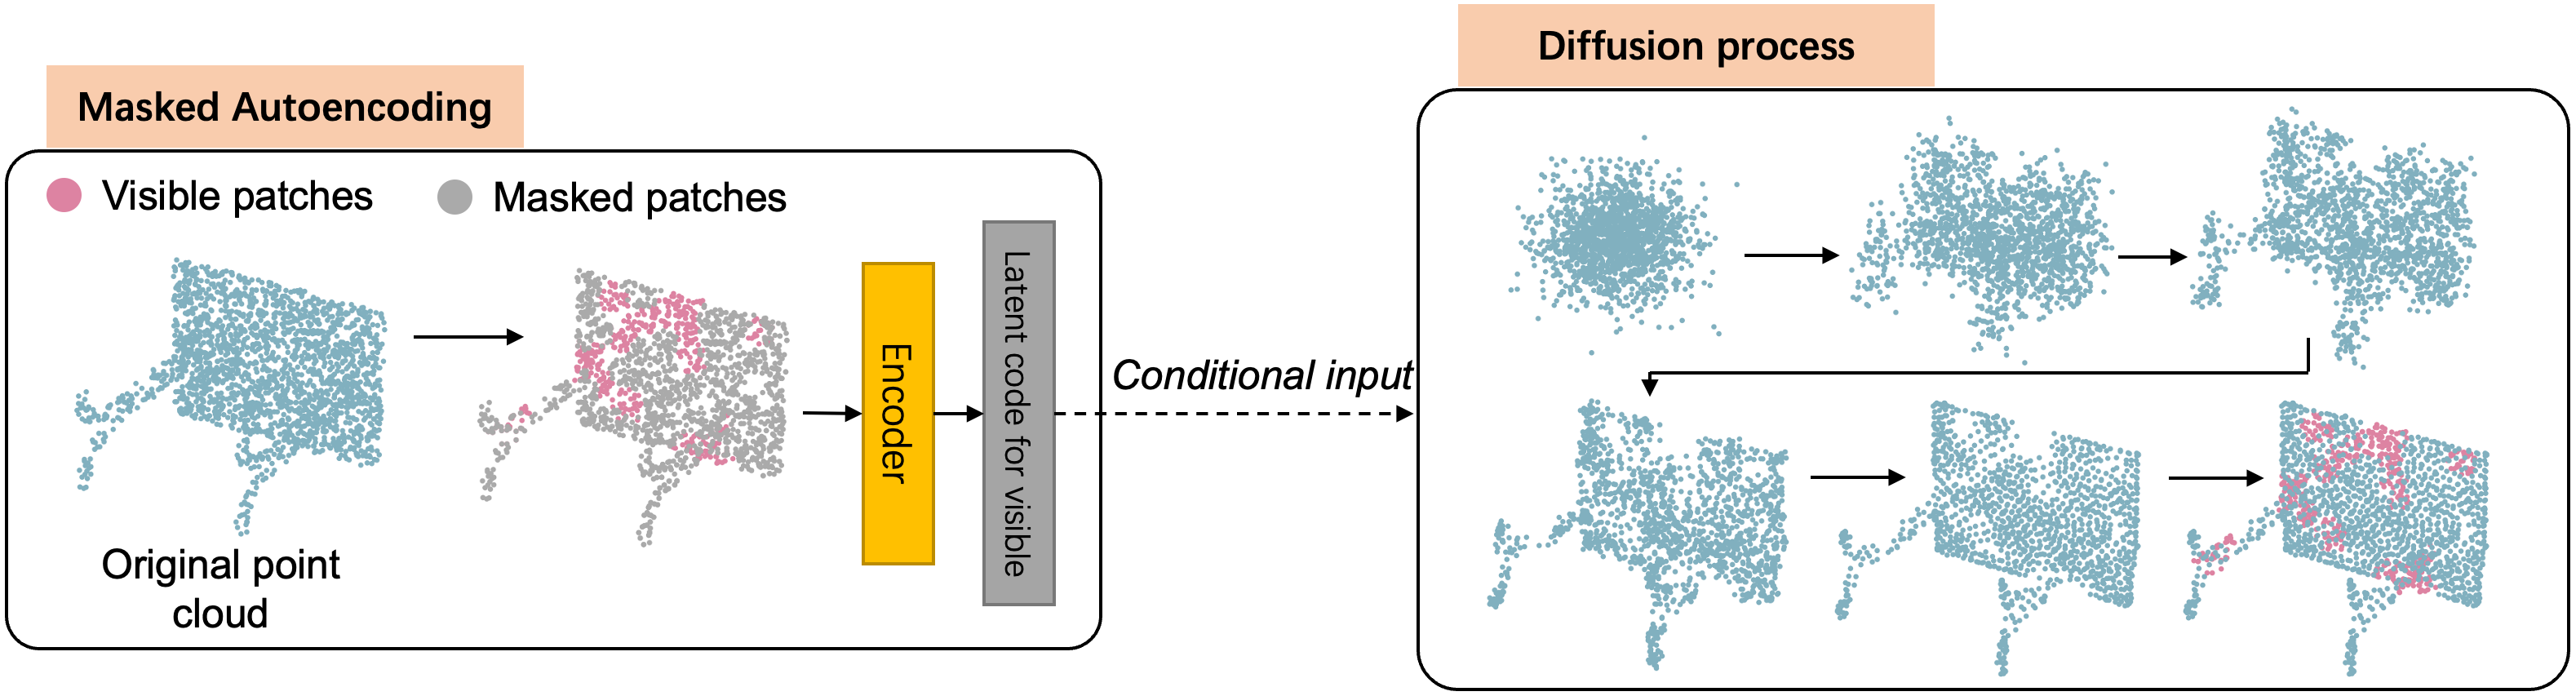 Masked Autoencoding
Visible patches
Masked patches
Original point
cloud
Encoder
Latent code for visible
Conditional input
Diffusion process